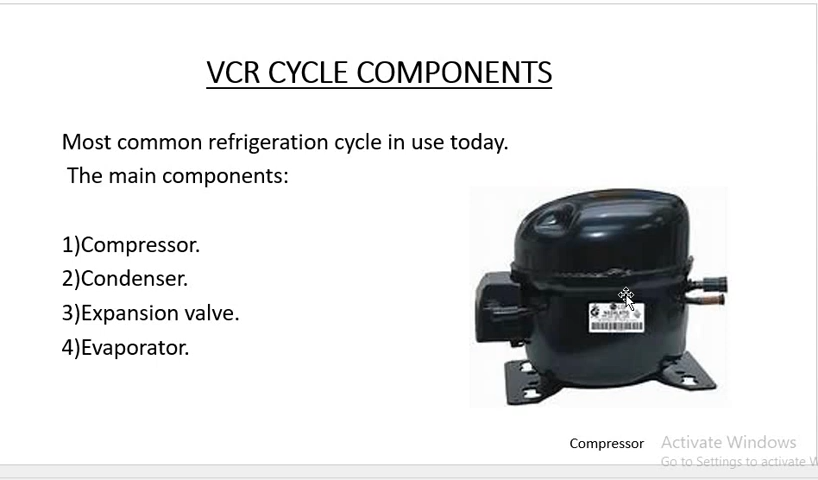 VCR CYCLE COMPONENTS
Most common refrigeration cycle in use today.
The main components:
1)Compressor.
2)Condenser.
3)Expansion valve.
4)Evaporator.
Compressor
Activate Windows
Go to Settings to activate W